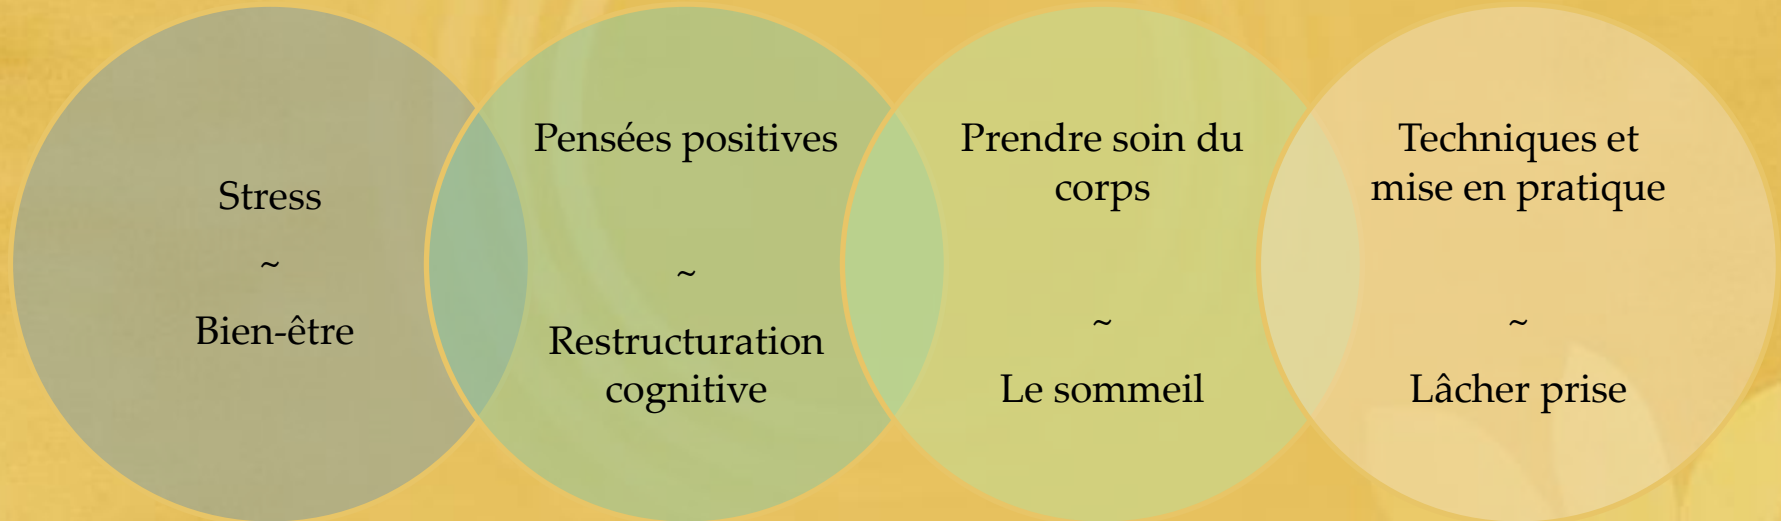 Stress
~
Bien-être
Pensées positives
~
Restructuration
cognitive
Prendre soin du
corps
~
Le sommeil
Techniques et
mise en pratique
~
Lâcher prise